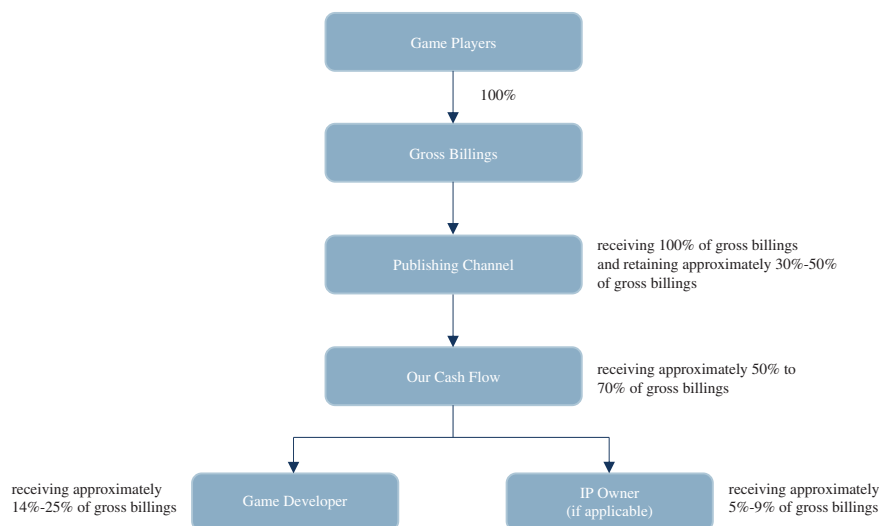 Game Players
100%
Gross Billings
Publishing Channel
receiving 100% of gross billings
and retaining approximately 30%-50%
of gross billings
Our Cash Flow
receiving approximately 50% to
70% of gross billings
receiving approximately
14%-25% of gross billings
Game Developer
IP Owner
(if applicable)
receiving approximately
5%-9% of gross billings